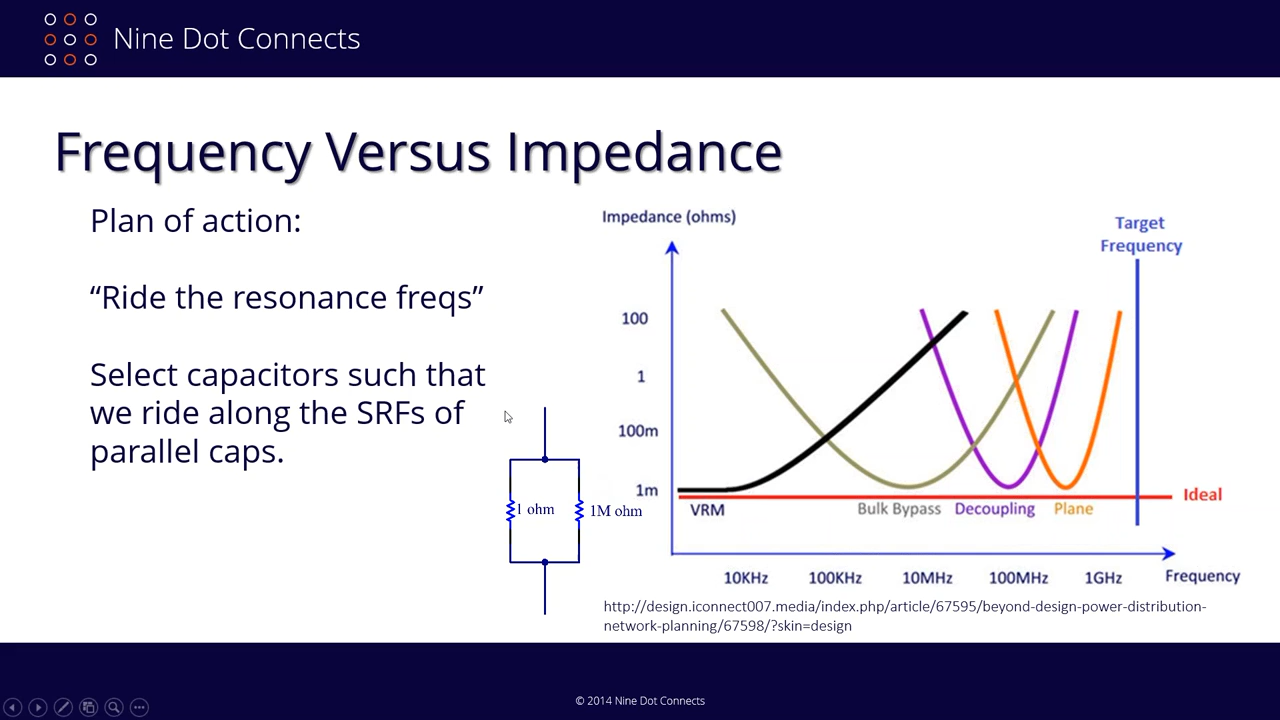 Nine Dot Connects
Frequency Versus Impedance
Plan of action:
“Ride the resonance freqs”
Select capacitors such that
we ride along the SRFs of
parallel caps.
1 ohm
1M ohm
Impedance (ohms)
Target
Frequency
100
1
100m
1m
Ideal
VRM
Bulk Bypass
Decoupling
Plane
10KHz
100KHz
10MHz
100MHz
1GHz
Frequency
http://design.iconnect007.media/index.php/article/67595/beyond-design-power-distribution-
network-planning/67598/?skin=design
© 2014 Nine Dot Connects